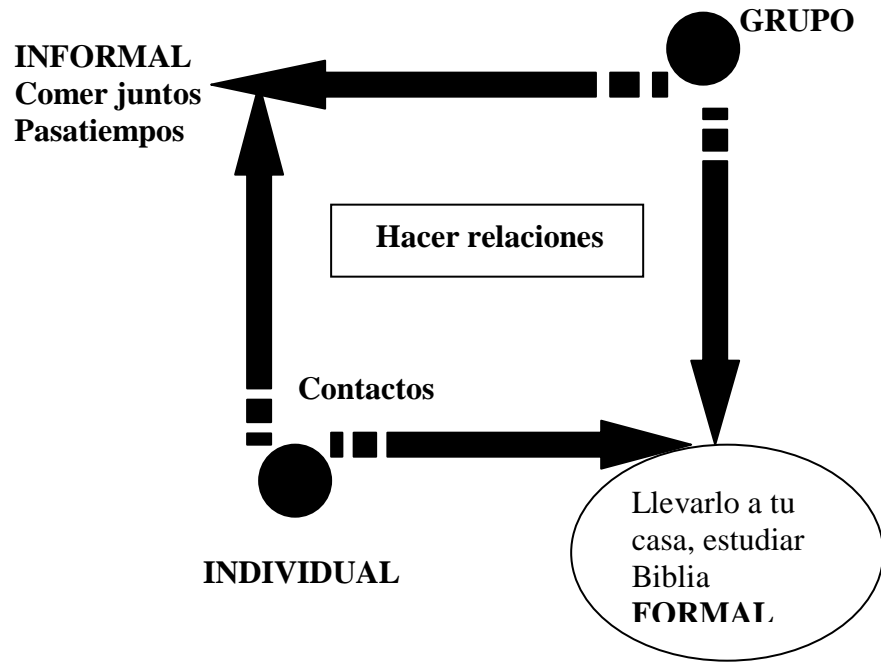 GRUPO
INFORMAL
Comer juntos
Pasatiempos
Hacer relaciones
Contactos
INDIVIDUAL
Llevarlo a tu
casa, estudiar
Biblia
FORMAL